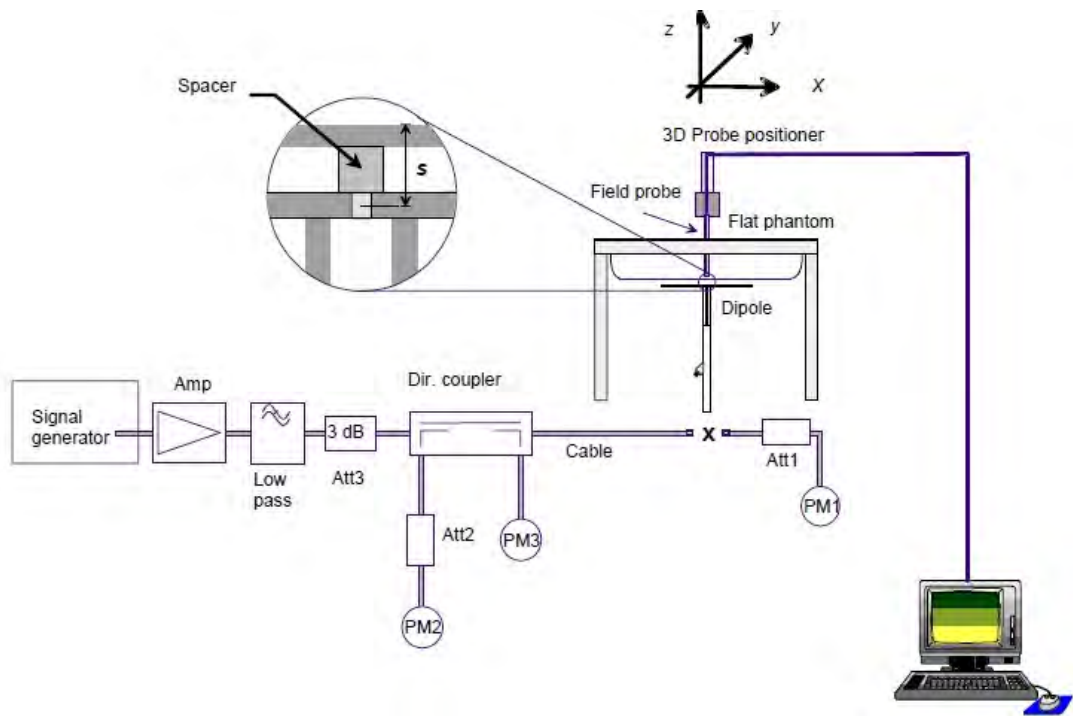 z
y
X
Spacer
s
3D Probe positioner
Field probe
Flat phantom
Dipole
Dir. coupler
Amp
Signal
generator
3 dB
Cable
x
Att1
Low
pass
Att3
PM1
Att2
PM3
PM2